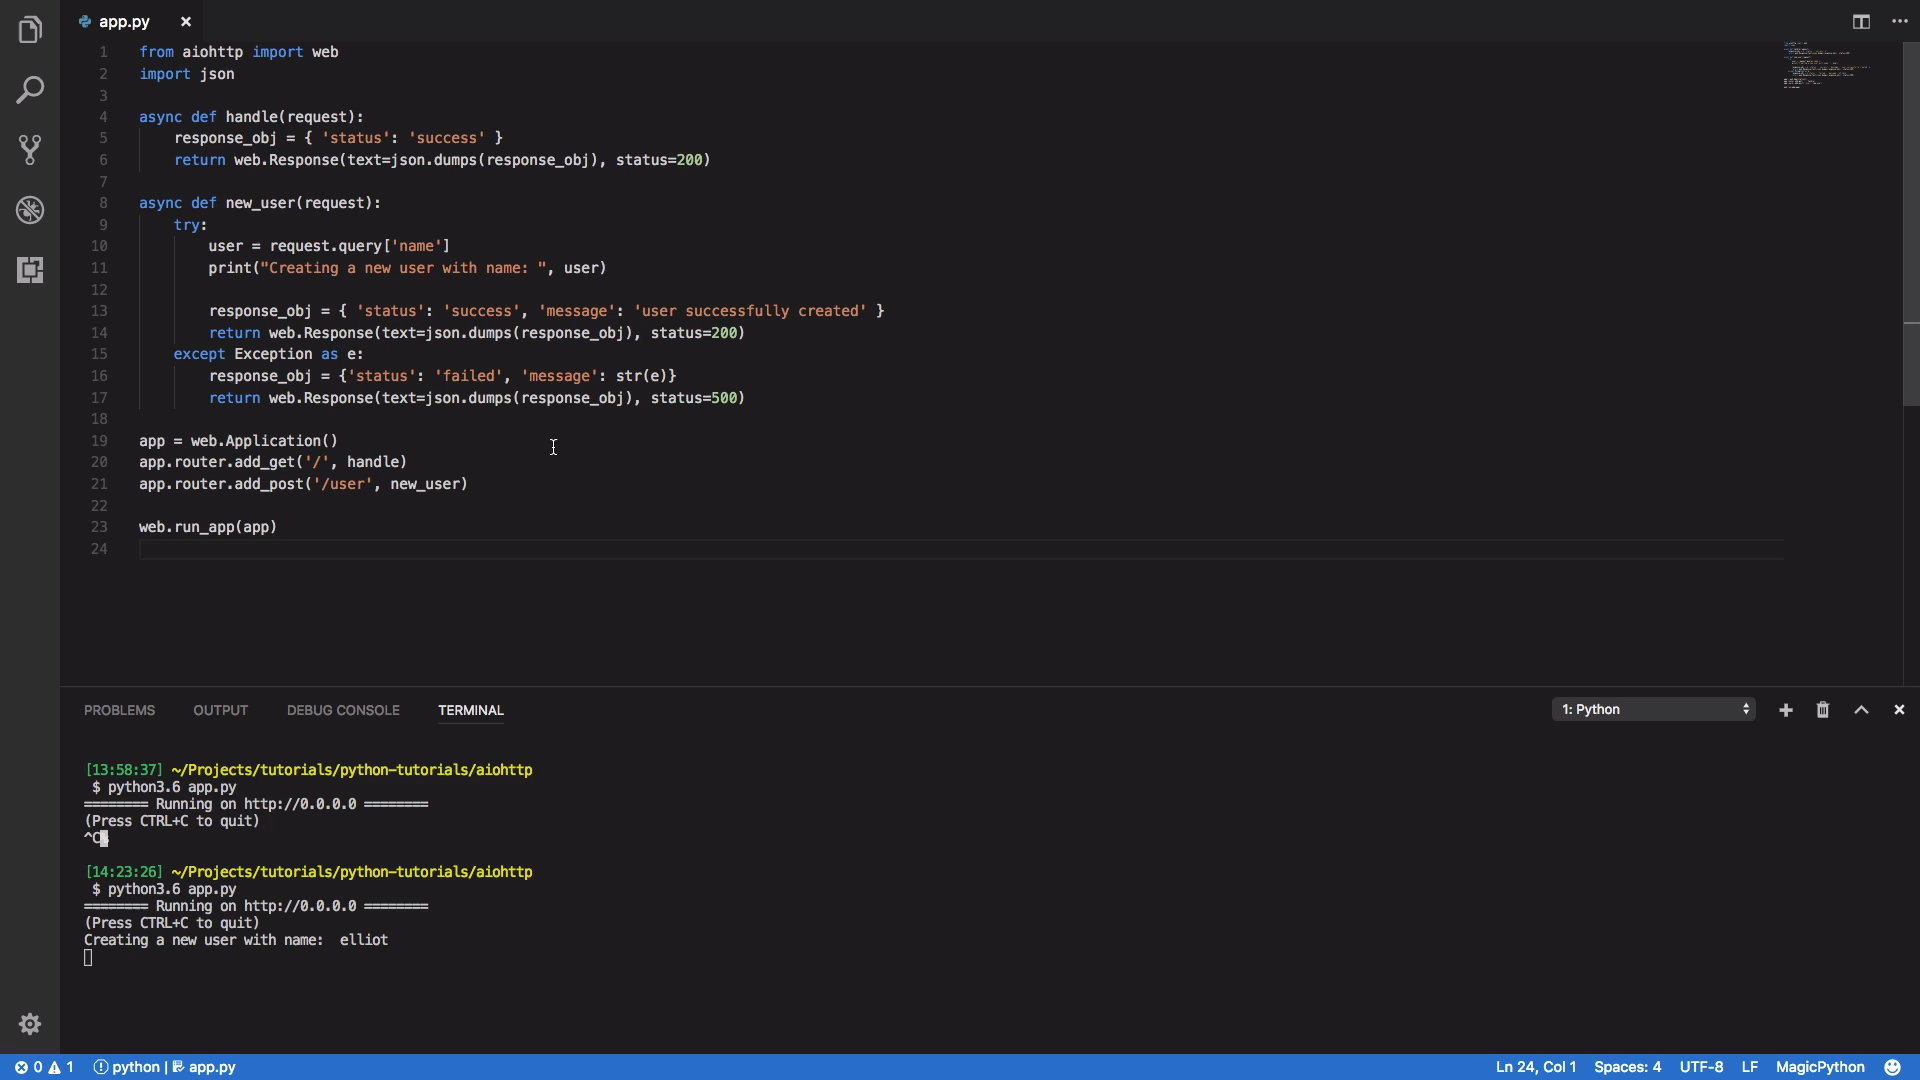 app.py
1 from aiohttp import web
2 import json
3
4 async def handle(request):
5     response_obj = { 'status': 'success' }
6     return web.Response(text=json.dumps(response_obj), status=200)
7
8 async def new_user(request):
9     try:
10         user = request.query['name']
11         print("Creating a new user with name: ", user)
12
13         response_obj = { 'status': 'success', 'message': 'user successfully created' }
14         return web.Response(text=json.dumps(response_obj), status=200)
15     except Exception as e:
16         response_obj = {'status': 'failed', 'message': str(e)}
17         return web.Response(text=json.dumps(response_obj), status=500)
18
19 app = web.Application()
20 app.router.add_get('/', handle)
21 app.router.add_post('/user', new_user)
22
23 web.run_app(app)
24
PROBLEMS OUTPUT DEBUG CONSOLE TERMINAL 1: Python
[13:58:37] ~/Projects/tutorials/python-tutorials/aiohttp
$ python3.6 app.py
======== Running on http://0.0.0.0 ========
(Press CTRL+C to quit)
^C
[14:23:26] ~/Projects/tutorials/python-tutorials/aiohttp
$ python3.6 app.py
======== Running on http://0.0.0.0 ========
(Press CTRL+C to quit)
Creating a new user with name:  elliot
0 1 python | app.py Ln 24, Col 1 Spaces: 4 UTF-8 LF MagicPython